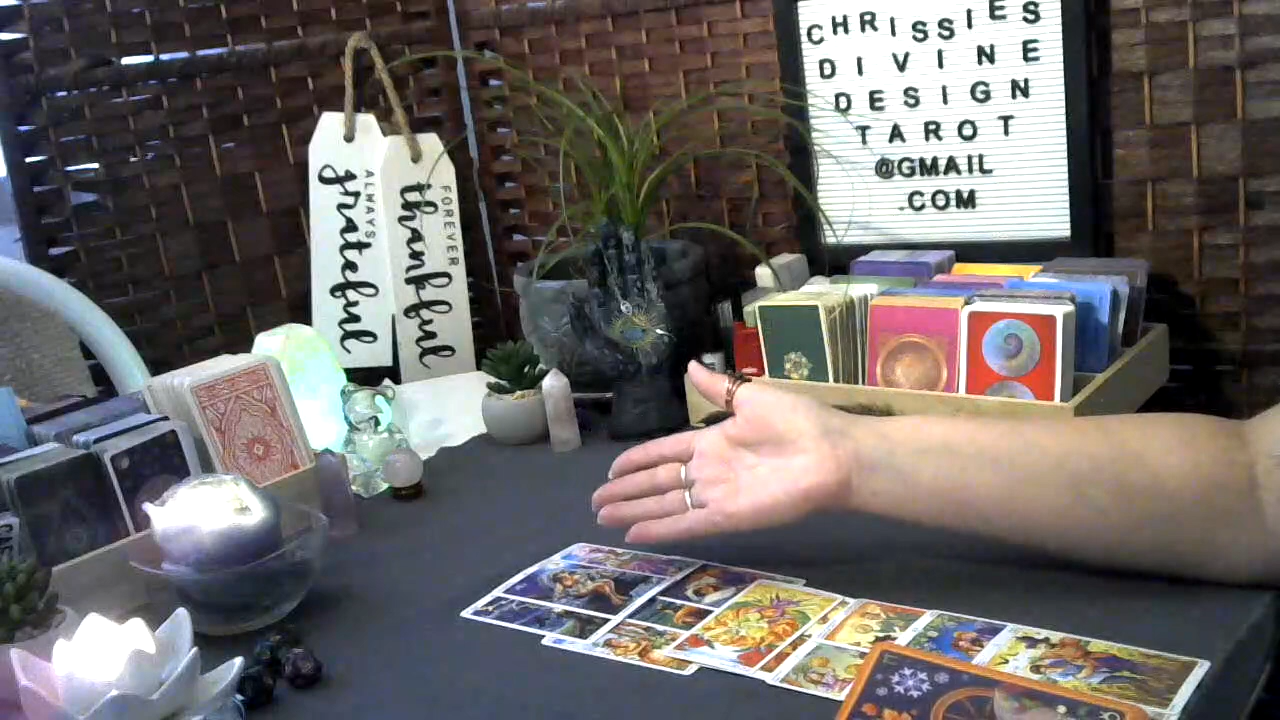 CHRISSIES
DIVINE
DESIGN
TAROT
@GMAIL
.COM
ALWAYS
grateful
FOREVER
thankful